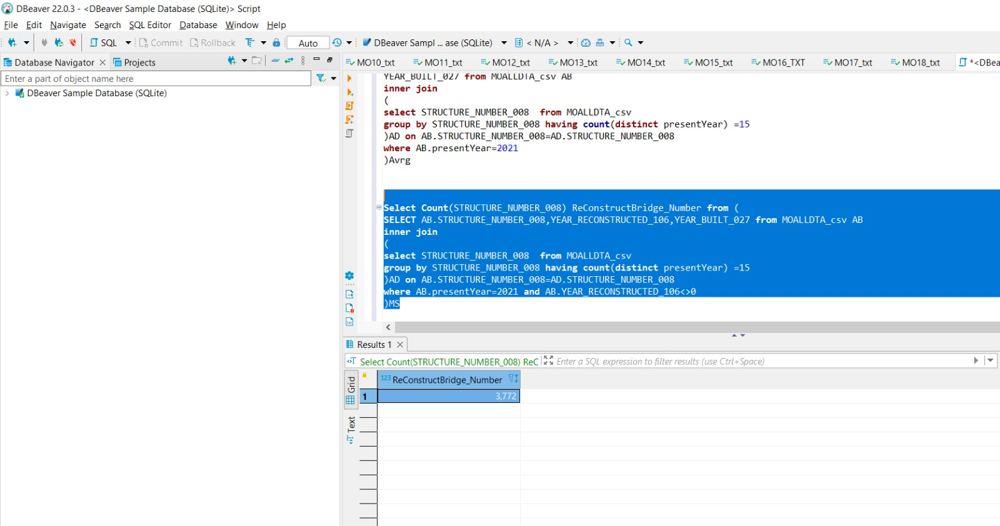 DBeaver 22.0.3 - <DBeaver Sample Database (SQLite)> Script
File Edit Navigate Search SQL Editor Database Window Help
SQL Commit Rollback Auto DBeaver Sampl ... ase (SQLite) < N/A >
Database Navigator Projects
MO10_txt MO11_txt MO12_txt MO13_txt MO14_txt MO15_txt MO16_TXT MO17_txt MO18_txt *<DBea
Enter a part of object name here
DBeaver Sample Database (SQLite)
YEAR_BUILT_027 from MOALLDTA_csv AB
inner join
(
select STRUCTURE_NUMBER_008  from MOALLDTA_csv
group by STRUCTURE_NUMBER_008 having count(distinct presentYear) =15
)AD on AB.STRUCTURE_NUMBER_008=AD.STRUCTURE_NUMBER_008
where AB.presentYear=2021
)Avrg
Select Count(STRUCTURE_NUMBER_008) ReConstructBridge_Number from (
SELECT AB.STRUCTURE_NUMBER_008,YEAR_RECONSTRUCTED_106,YEAR_BUILT_027 from MOALLDTA_csv AB
inner join
(
select STRUCTURE_NUMBER_008  from MOALLDTA_csv
group by STRUCTURE_NUMBER_008 having count(distinct presentYear) =15
)AD on AB.STRUCTURE_NUMBER_008=AD.STRUCTURE_NUMBER_008
where AB.presentYear=2021 and AB.YEAR_RECONSTRUCTED_106<>0
)MS
Results 1
Select Count(STRUCTURE_NUMBER_008) ReC Enter a SQL expression to filter results (use Ctrl+Space)
Grid
123 ReConstructBridge_Number
1 3,772
Text